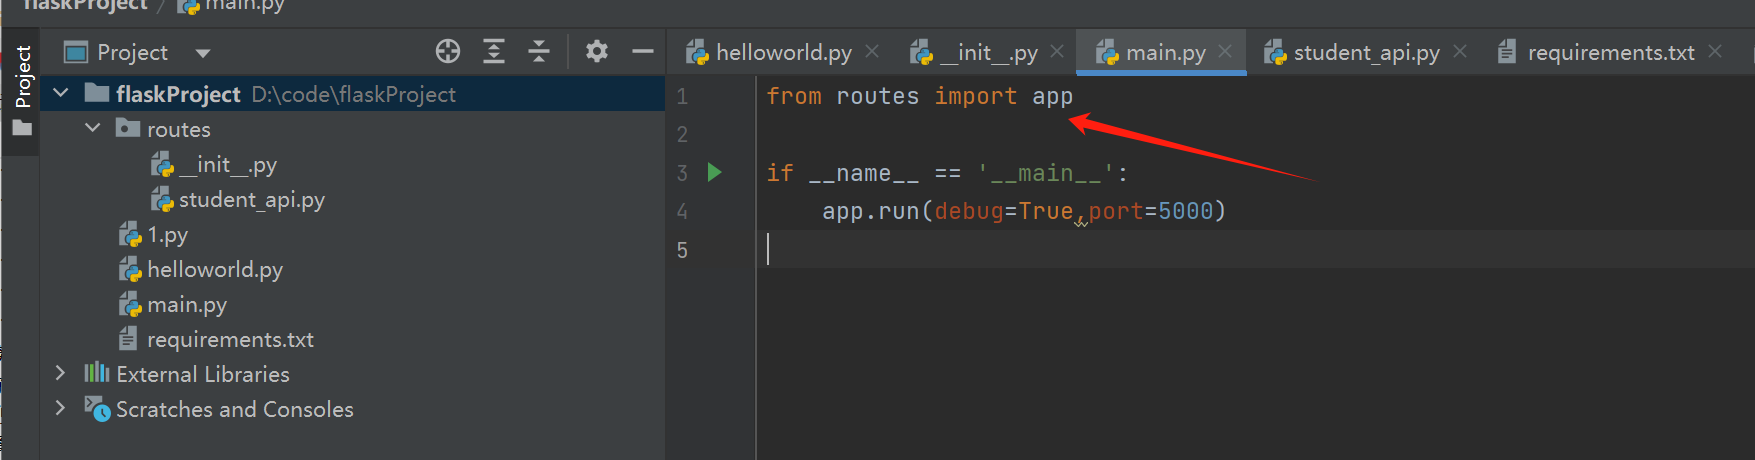 flaskProject / main.py
Project
Project
helloworld.py
__init__.py
main.py
student_api.py
requirements.txt
flaskProject D:\code\flaskProject
routes
__init__.py
student_api.py
1.py
helloworld.py
main.py
requirements.txt
External Libraries
Scratches and Consoles
1 from routes import app
2
3 if __name__ == '__main__':
4     app.run(debug=True,port=5000)
5